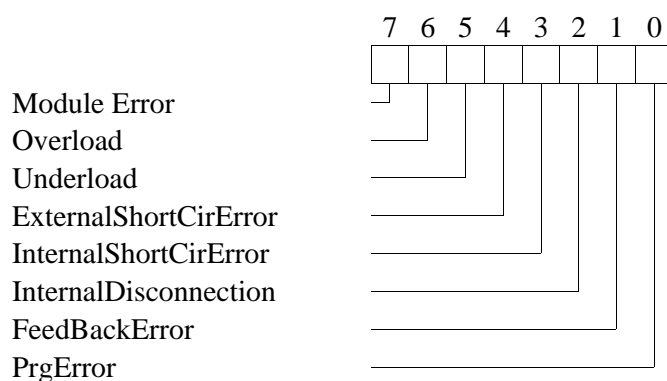 7 6 5 4 3 2 1 0
Module Error
Overload
Underload
ExternalShortCirError
InternalShortCirError
InternalDisconnection
FeedBackError
PrgError